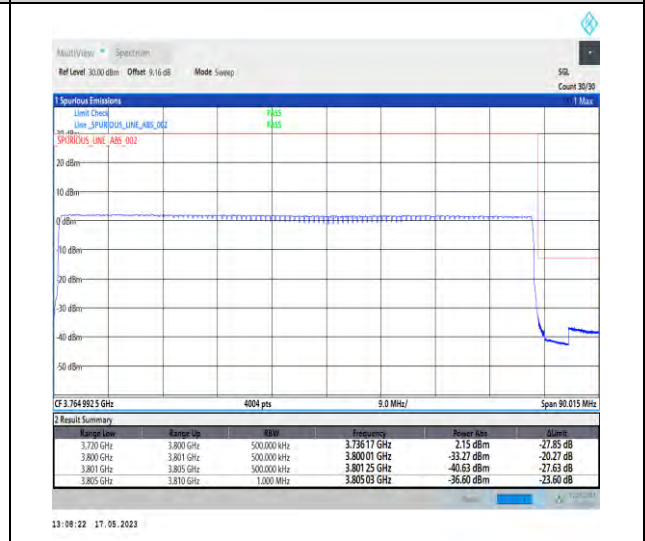 MultiView Spectrum
Ref Level 30.00 dBm Offset 9.16 dB Mode Sweep SGL
Count 30/30
1 Spurious Emissions 1 Max
Limit Check PASS
Line _SPURIOUS_LINE_ABS_002 PASS
SPURIOUS_LINE_ABS_002
20 dBm
10 dBm
0 dBm
-10 dBm
-20 dBm
-30 dBm
-40 dBm
-50 dBm
CF 3.764 992 5 GHz 4004 pts 9.0 MHz/ Span 90.015 MHz
2 Result Summary
Range Low Range Up RBW Frequency Power Abs ΔLimit
3.720 GHz 3.800 GHz 500.000 kHz 3.736 17 GHz 2.15 dBm -27.85 dB
3.800 GHz 3.801 GHz 500.000 kHz 3.800 01 GHz -33.27 dBm -20.27 dB
3.801 GHz 3.805 GHz 500.000 kHz 3.801 25 GHz -40.63 dBm -27.63 dB
3.805 GHz 3.810 GHz 1.000 MHz 3.805 03 GHz -36.60 dBm -23.60 dB
13:08:22 17.05.2023